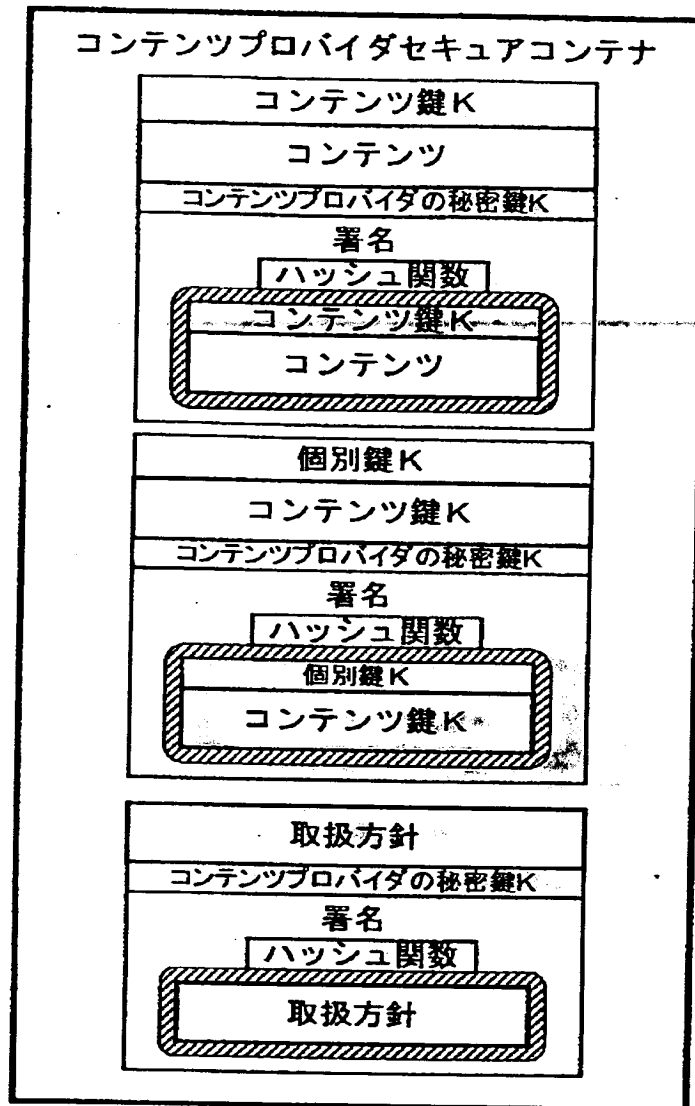 コンテンツプロバイダセキュアコンテナ
コンテンツ鍵K
コンテンツ
コンテンツプロバイダの秘密鍵K
署名
ハッシュ関数
コンテンツ鍵K
コンテンツ
個別鍵K
コンテンツ鍵K
コンテンツプロバイダの秘密鍵K
署名
ハッシュ関数
個別鍵K
コンテンツ鍵K
取扱方針
コンテンツプロバイダの秘密鍵K
署名
ハッシュ関数
取扱方針